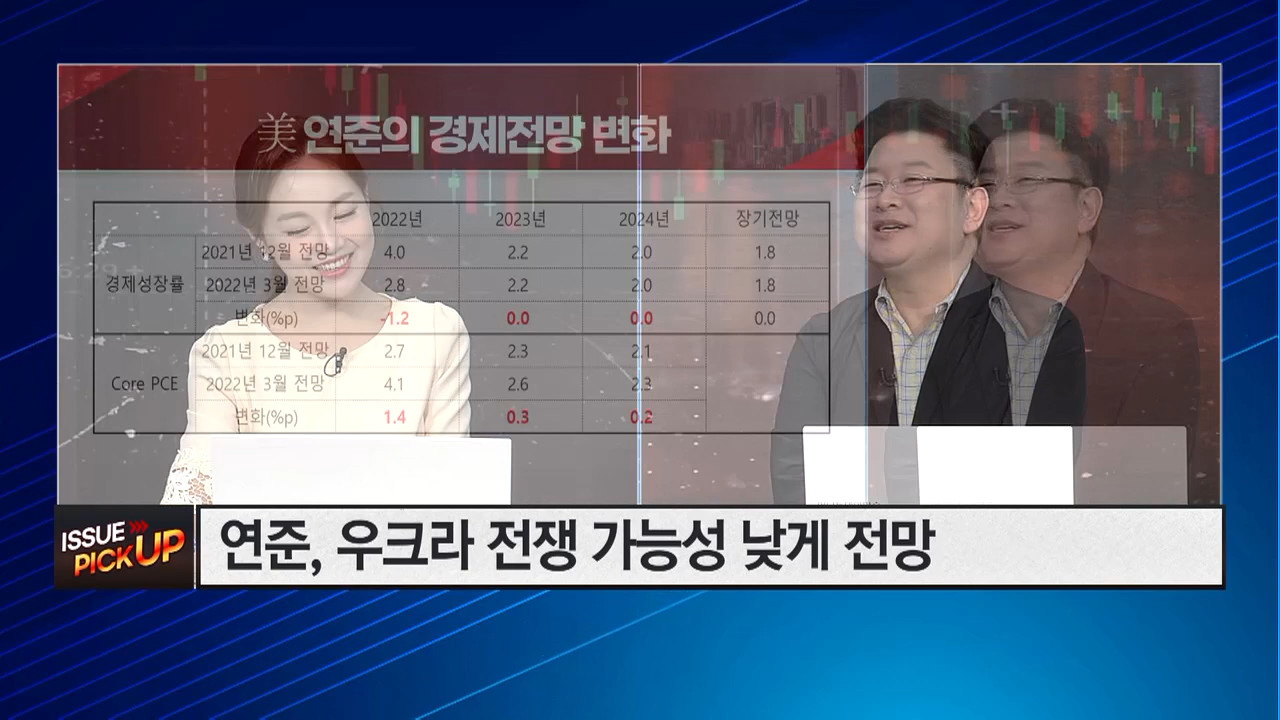 美 연준의 경제전망 변화
2022년 2023년 2024년 장기전망
경제성장률
2021년 12월 전망 4.0 2.2 2.0 1.8
2022년 3월 전망 2.8 2.2 2.0 1.8
변화(%p) -1.2 0.0 0.0 0.0
Core PCE
2021년 12월 전망 2.7 2.3 2.1
2022년 3월 전망 4.1 2.6 2.3
변화(%p) 1.4 0.3 0.2
ISSUE
PICK UP
연준, 우크라 전쟁 가능성 낮게 전망